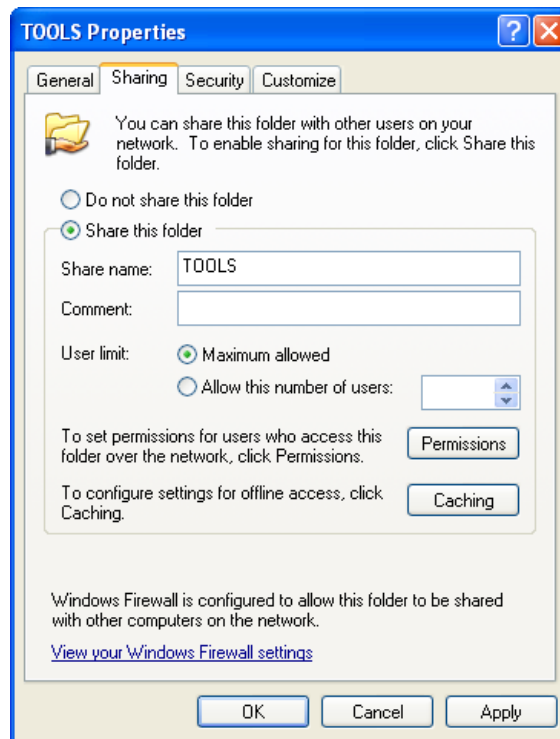 TOOLS Properties
General Sharing Security Customize
You can share this folder with other users on your
network. To enable sharing for this folder, click Share this
folder.
Do not share this folder
Share this folder
Share name: TOOLS
Comment:
User limit: Maximum allowed
Allow this number of users:
To set permissions for users who access this
folder over the network, click Permissions.
Permissions
To configure settings for offline access, click
Caching.
Caching
Windows Firewall is configured to allow this folder to be shared
with other computers on the network.
View your Windows Firewall settings
OK Cancel Apply